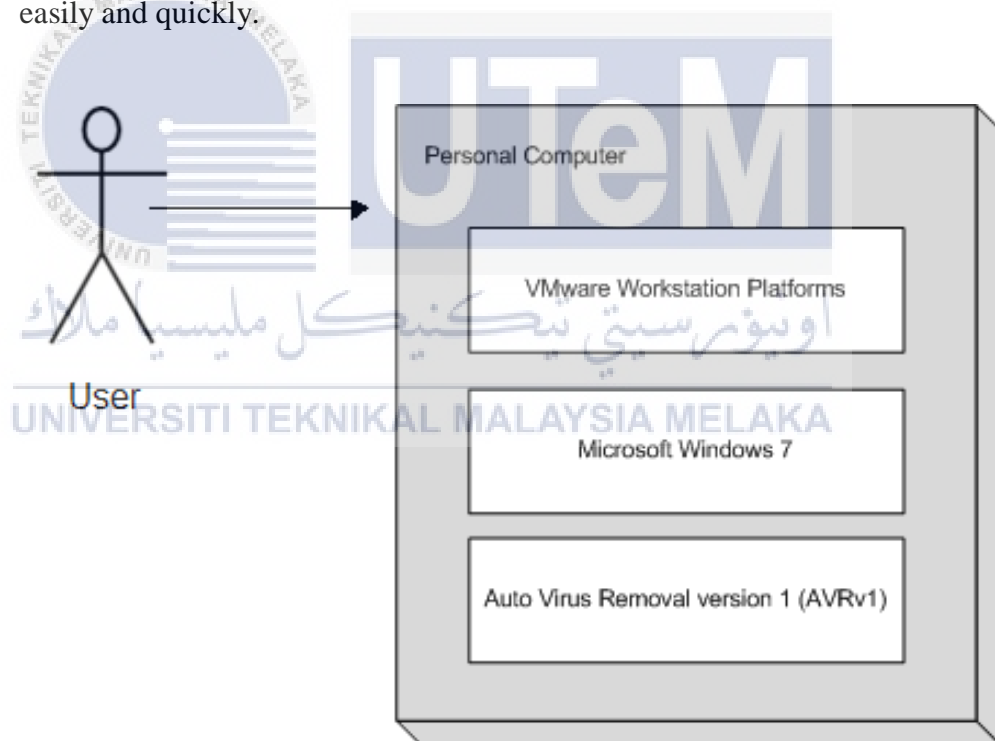 easily and quickly.
UTeM
Personal Computer
VMware Workstation Platforms
اونيۏرسيتي تيكنيكل مليسيا ملاك
User
UNIVERSITI TEKNIKAL MALAYSIA MELAKA
Microsoft Windows 7
Auto Virus Removal version 1 (AVRv1)